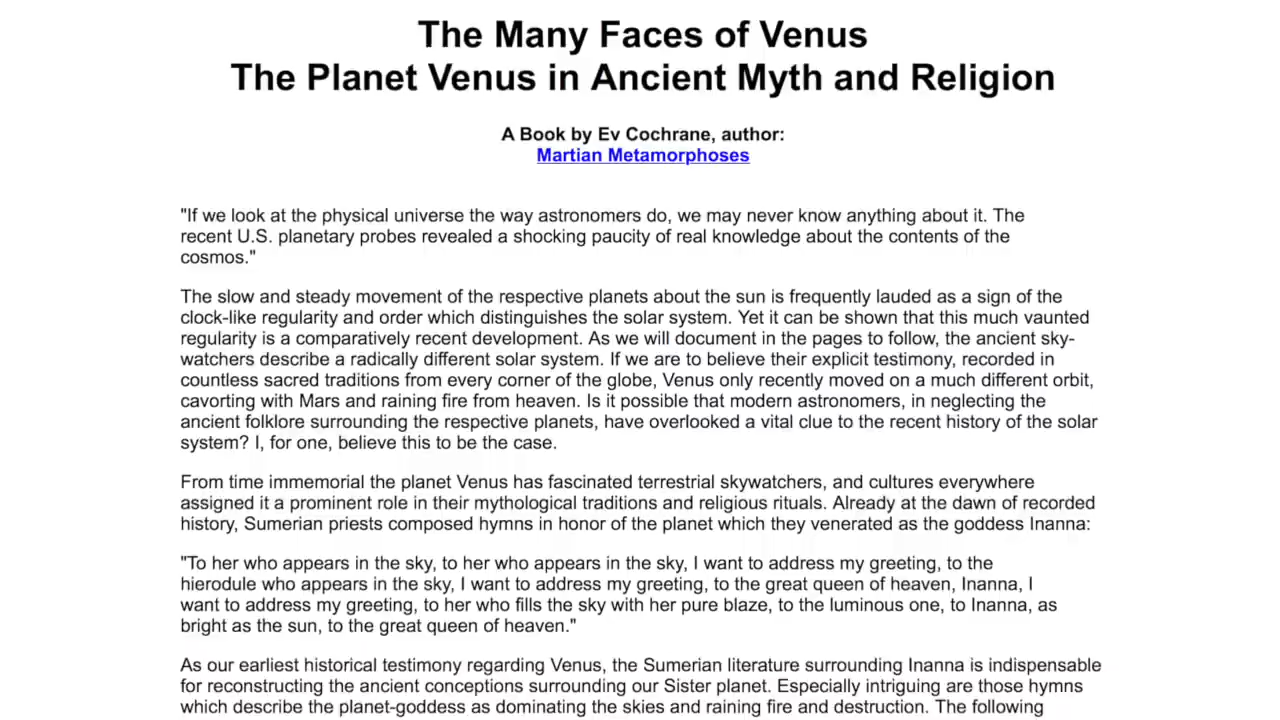 The Many Faces of Venus
The Planet Venus in Ancient Myth and Religion
A Book by Ev Cochrane, author:
Martian Metamorphoses
"If we look at the physical universe the way astronomers do, we may never know anything about it. The
recent U.S. planetary probes revealed a shocking paucity of real knowledge about the contents of the
cosmos."
The slow and steady movement of the respective planets about the sun is frequently lauded as a sign of the
clock-like regularity and order which distinguishes the solar system. Yet it can be shown that this much vaunted
regularity is a comparatively recent development. As we will document in the pages to follow, the ancient sky-
watchers describe a radically different solar system. If we are to believe their explicit testimony, recorded in
countless sacred traditions from every corner of the globe, Venus only recently moved on a much different orbit,
cavorting with Mars and raining fire from heaven. Is it possible that modern astronomers, in neglecting the
ancient folklore surrounding the respective planets, have overlooked a vital clue to the recent history of the solar
system? I, for one, believe this to be the case.
From time immemorial the planet Venus has fascinated terrestrial skywatchers, and cultures everywhere
assigned it a prominent role in their mythological traditions and religious rituals. Already at the dawn of recorded
history, Sumerian priests composed hymns in honor of the planet which they venerated as the goddess Inanna:
"To her who appears in the sky, to her who appears in the sky, I want to address my greeting, to the
hierodule who appears in the sky, I want to address my greeting, to the great queen of heaven, Inanna, I
want to address my greeting, to her who fills the sky with her pure blaze, to the luminous one, to Inanna, as
bright as the sun, to the great queen of heaven."
As our earliest historical testimony regarding Venus, the Sumerian literature surrounding Inanna is indispensable
for reconstructing the ancient conceptions surrounding our Sister planet. Especially intriguing are those hymns
which describe the planet-goddess as dominating the skies and raining fire and destruction. The following